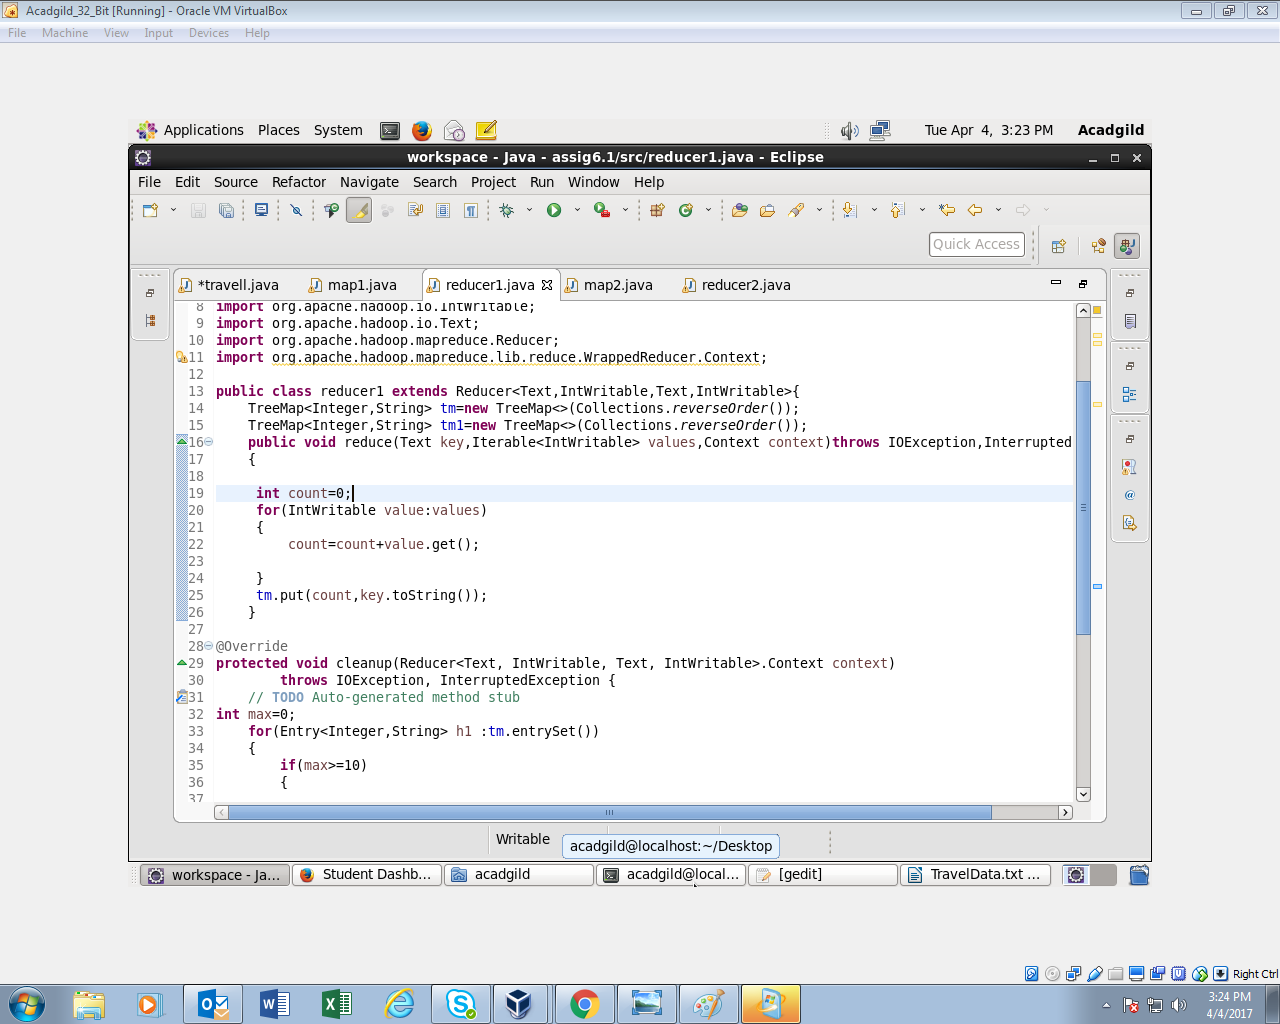 Acadgild_32_Bit [Running] - Oracle VM VirtualBox
File Machine View Input Devices Help
Applications Places System Tue Apr 4, 3:23 PM Acadgild
workspace - Java - assig6.1/src/reducer1.java - Eclipse
File Edit Source Refactor Navigate Search Project Run Window Help
Quick Access
*travell.java map1.java reducer1.java map2.java reducer2.java
8 import org.apache.hadoop.io.IntWritable;
9 import org.apache.hadoop.io.Text;
10 import org.apache.hadoop.mapreduce.Reducer;
11 import org.apache.hadoop.mapreduce.lib.reduce.WrappedReducer.Context;
12
13 public class reducer1 extends Reducer<Text,IntWritable,Text,IntWritable>{
14 TreeMap<Integer,String> tm=new TreeMap<>(Collections.reverseOrder());
15 TreeMap<Integer,String> tm1=new TreeMap<>(Collections.reverseOrder());
16 public void reduce(Text key,Iterable<IntWritable> values,Context context)throws IOException,Interrupted
17 {
18
19 int count=0;
20 for(IntWritable value:values)
21 {
22 count=count+value.get();
23
24 }
25 tm.put(count,key.toString());
26 }
27
28 @Override
29 protected void cleanup(Reducer<Text, IntWritable, Text, IntWritable>.Context context)
30 throws IOException, InterruptedException {
31 // TODO Auto-generated method stub
32 int max=0;
33 for(Entry<Integer,String> h1 :tm.entrySet())
34 {
35 if(max>=10)
36 {
37
Writable
acadgild@localhost:~/Desktop
workspace - Ja... Student Dashb... acadgild acadgild@local... [gedit] TravelData.txt ...
Right Ctrl
3:24 PM
4/4/2017